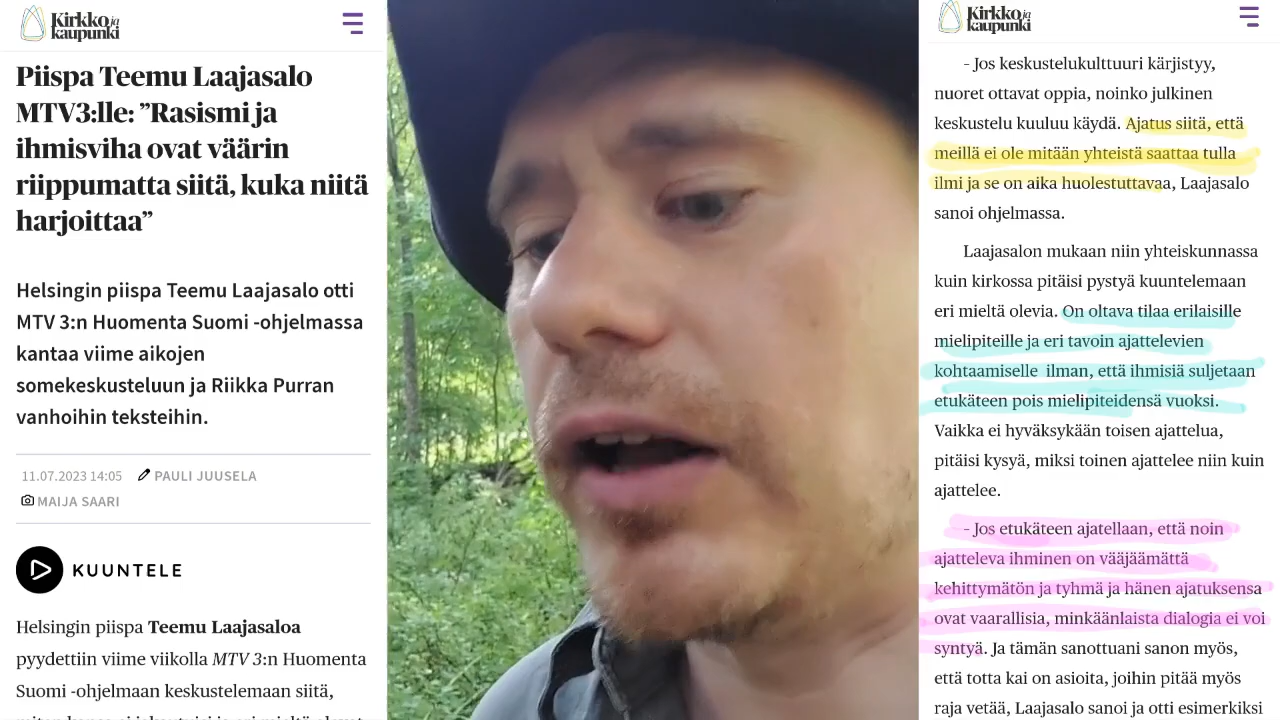 Kirkko ja
kaupunki
Piispa Teemu Laajasalo
MTV3:lle: ”Rasismi ja
ihmisviha ovat väärin
riippumatta siitä, kuka niitä
harjoittaa”
Helsingin piispa Teemu Laajasalo otti
MTV 3:n Huomenta Suomi -ohjelmassa
kantaa viime aikojen
somekeskusteluun ja Riikka Purran
vanhoihin teksteihin.
11.07.2023 14:05 PAULI JUUSELA
MAIJA SAARI
KUUNTELE
Helsingin piispa Teemu Laajasaloa
pyydettiin viime viikolla MTV 3:n Huomenta
Suomi -ohjelmaan keskustelemaan siitä,
Kirkko ja
kaupunki
– Jos keskustelukulttuuri kärjistyy,
nuoret ottavat oppia, noinko julkinen
keskustelu kuuluu käydä. Ajatus siitä, että
meillä ei ole mitään yhteistä saattaa tulla
ilmi ja se on aika huolestuttavaa, Laajasalo
sanoi ohjelmassa.
Laajasalon mukaan niin yhteiskunnassa
kuin kirkossa pitäisi pystyä kuuntelemaan
eri mieltä olevia. On oltava tilaa erilaisille
mielipiteille ja eri tavoin ajattelevien
kohtaamiselle ilman, että ihmisiä suljetaan
etukäteen pois mielipiteidensä vuoksi.
Vaikka ei hyväksykään toisen ajattelua,
pitäisi kysyä, miksi toinen ajattelee niin kuin
ajattelee.
– Jos etukäteen ajatellaan, että noin
ajatteleva ihminen on vääjäämättä
kehittymätön ja tyhmä ja hänen ajatuksensa
ovat vaarallisia, minkäänlaista dialogia ei voi
syntyä. Ja tämän sanottuani sanon myös,
että totta kai on asioita, joihin pitää myös
raja vetää, Laajasalo sanoi ja otti esimerkiksi